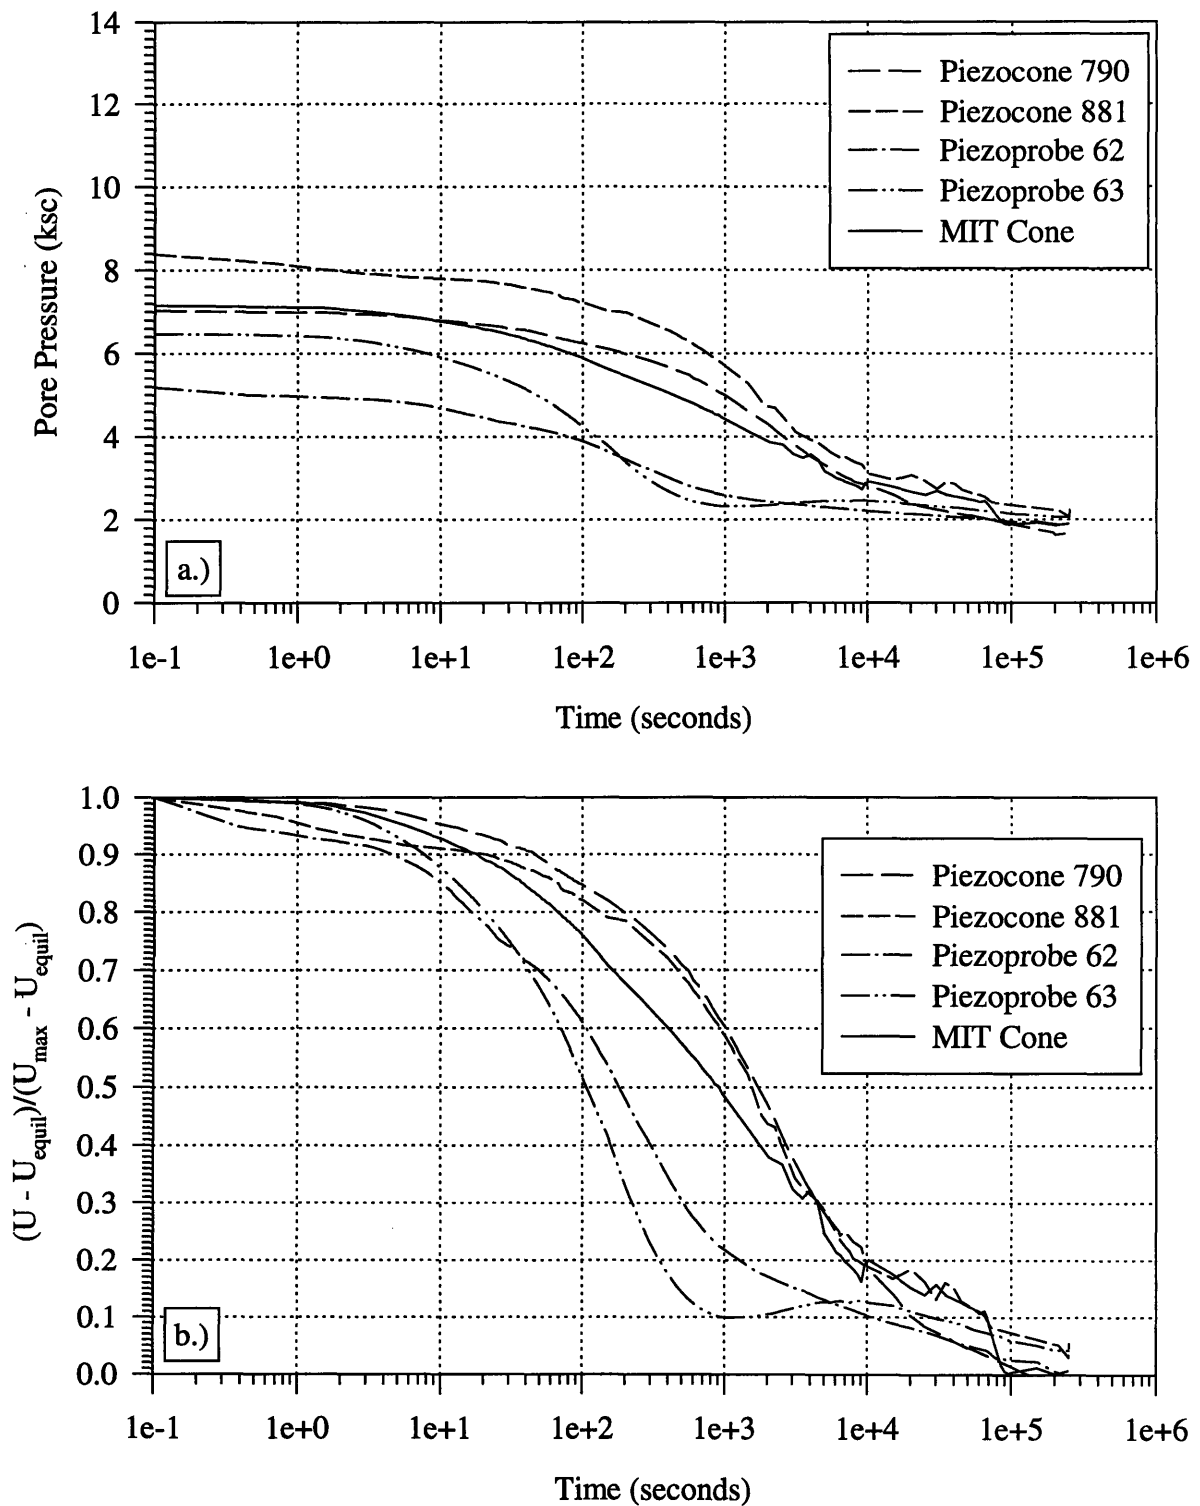 14
12
10
8
6
4
2
0
Pore Pressure (ksc)
Piezocone 790
Piezocone 881
Piezoprobe 62
Piezoprobe 63
MIT Cone
a.)
1e-1 1e+0 1e+1 1e+2 1e+3 1e+4 1e+5 1e+6
Time (seconds)
1.0
0.9
0.8
0.7
0.6
0.5
0.4
0.3
0.2
0.1
0.0
(U - Uequil)/(Umax - Uequil)
Piezocone 790
Piezocone 881
Piezoprobe 62
Piezoprobe 63
MIT Cone
b.)
1e-1 1e+0 1e+1 1e+2 1e+3 1e+4 1e+5 1e+6
Time (seconds)